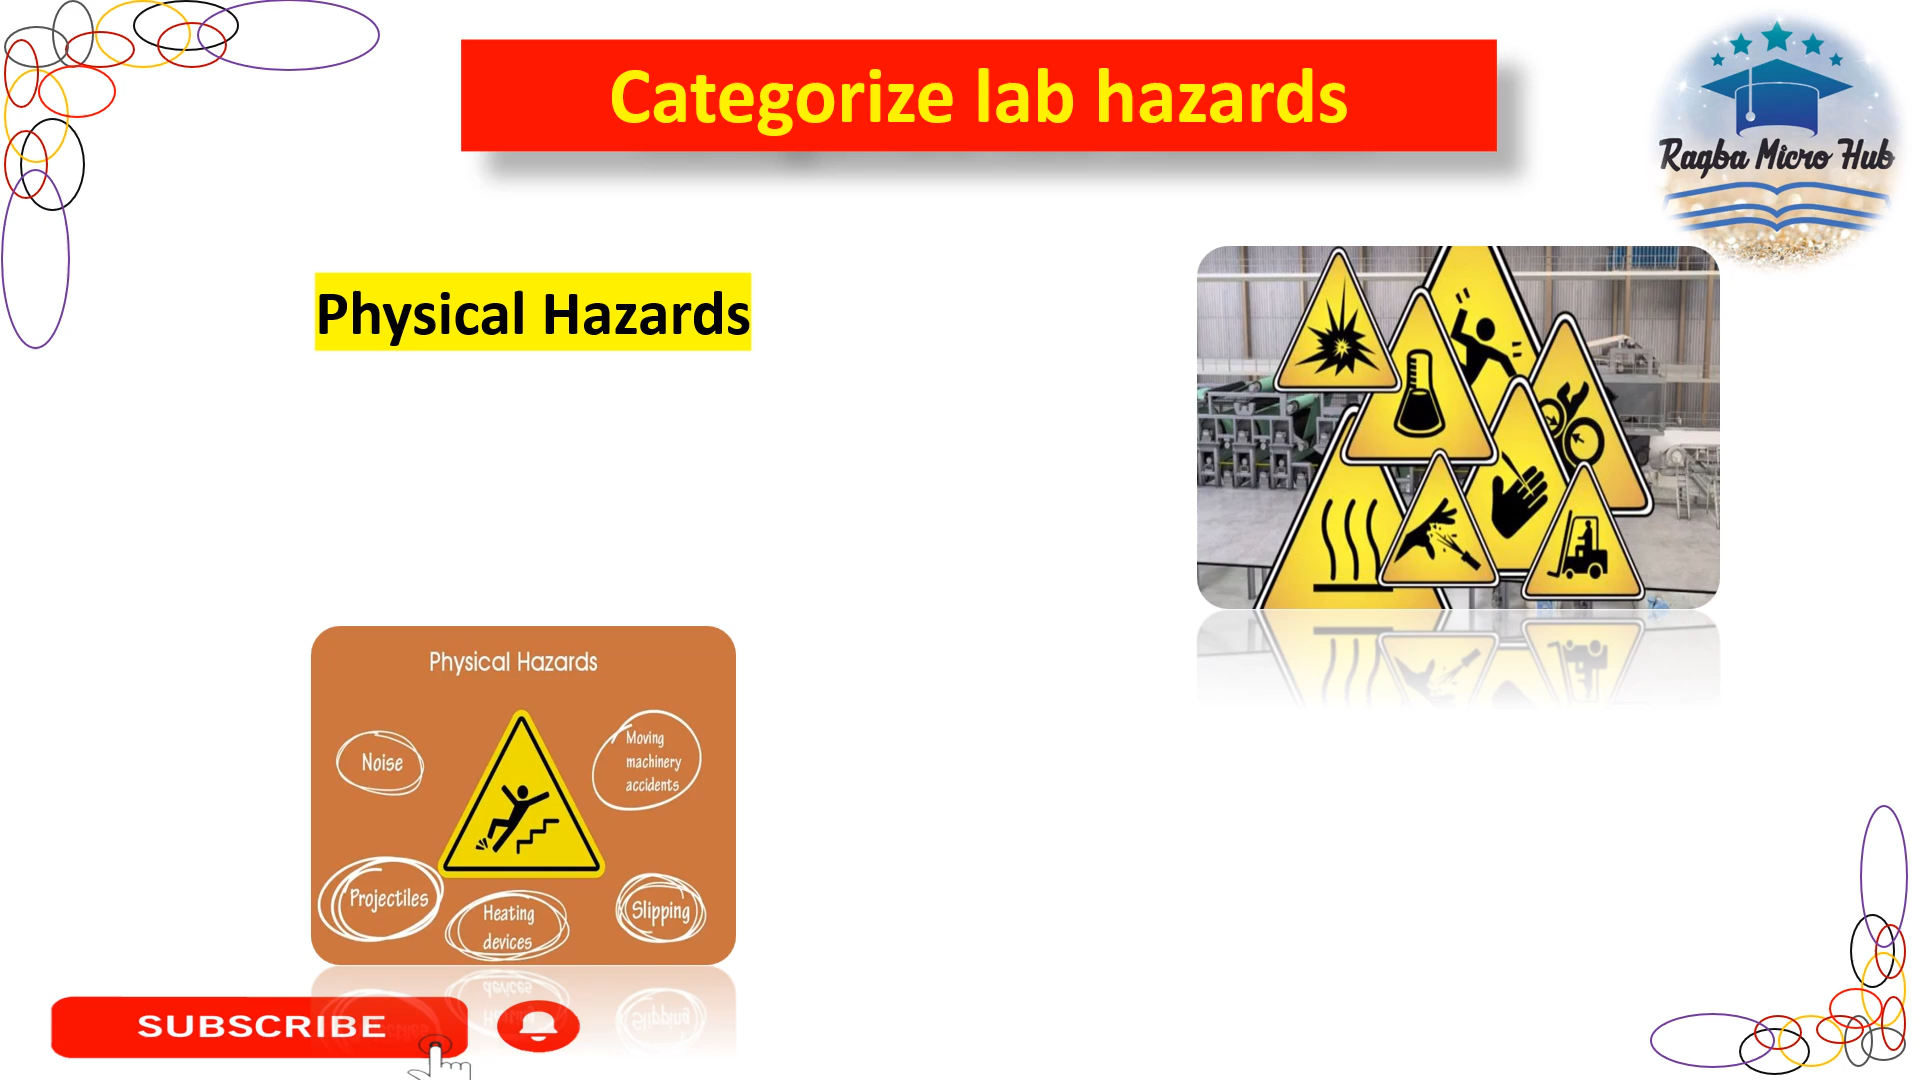 Categorize lab hazards
Ragba Micro Hub
Physical Hazards
Physical Hazards
Noise
Moving
machinery
accidents
Projectiles
Heating
devices
Slipping
SUBSCRIBE